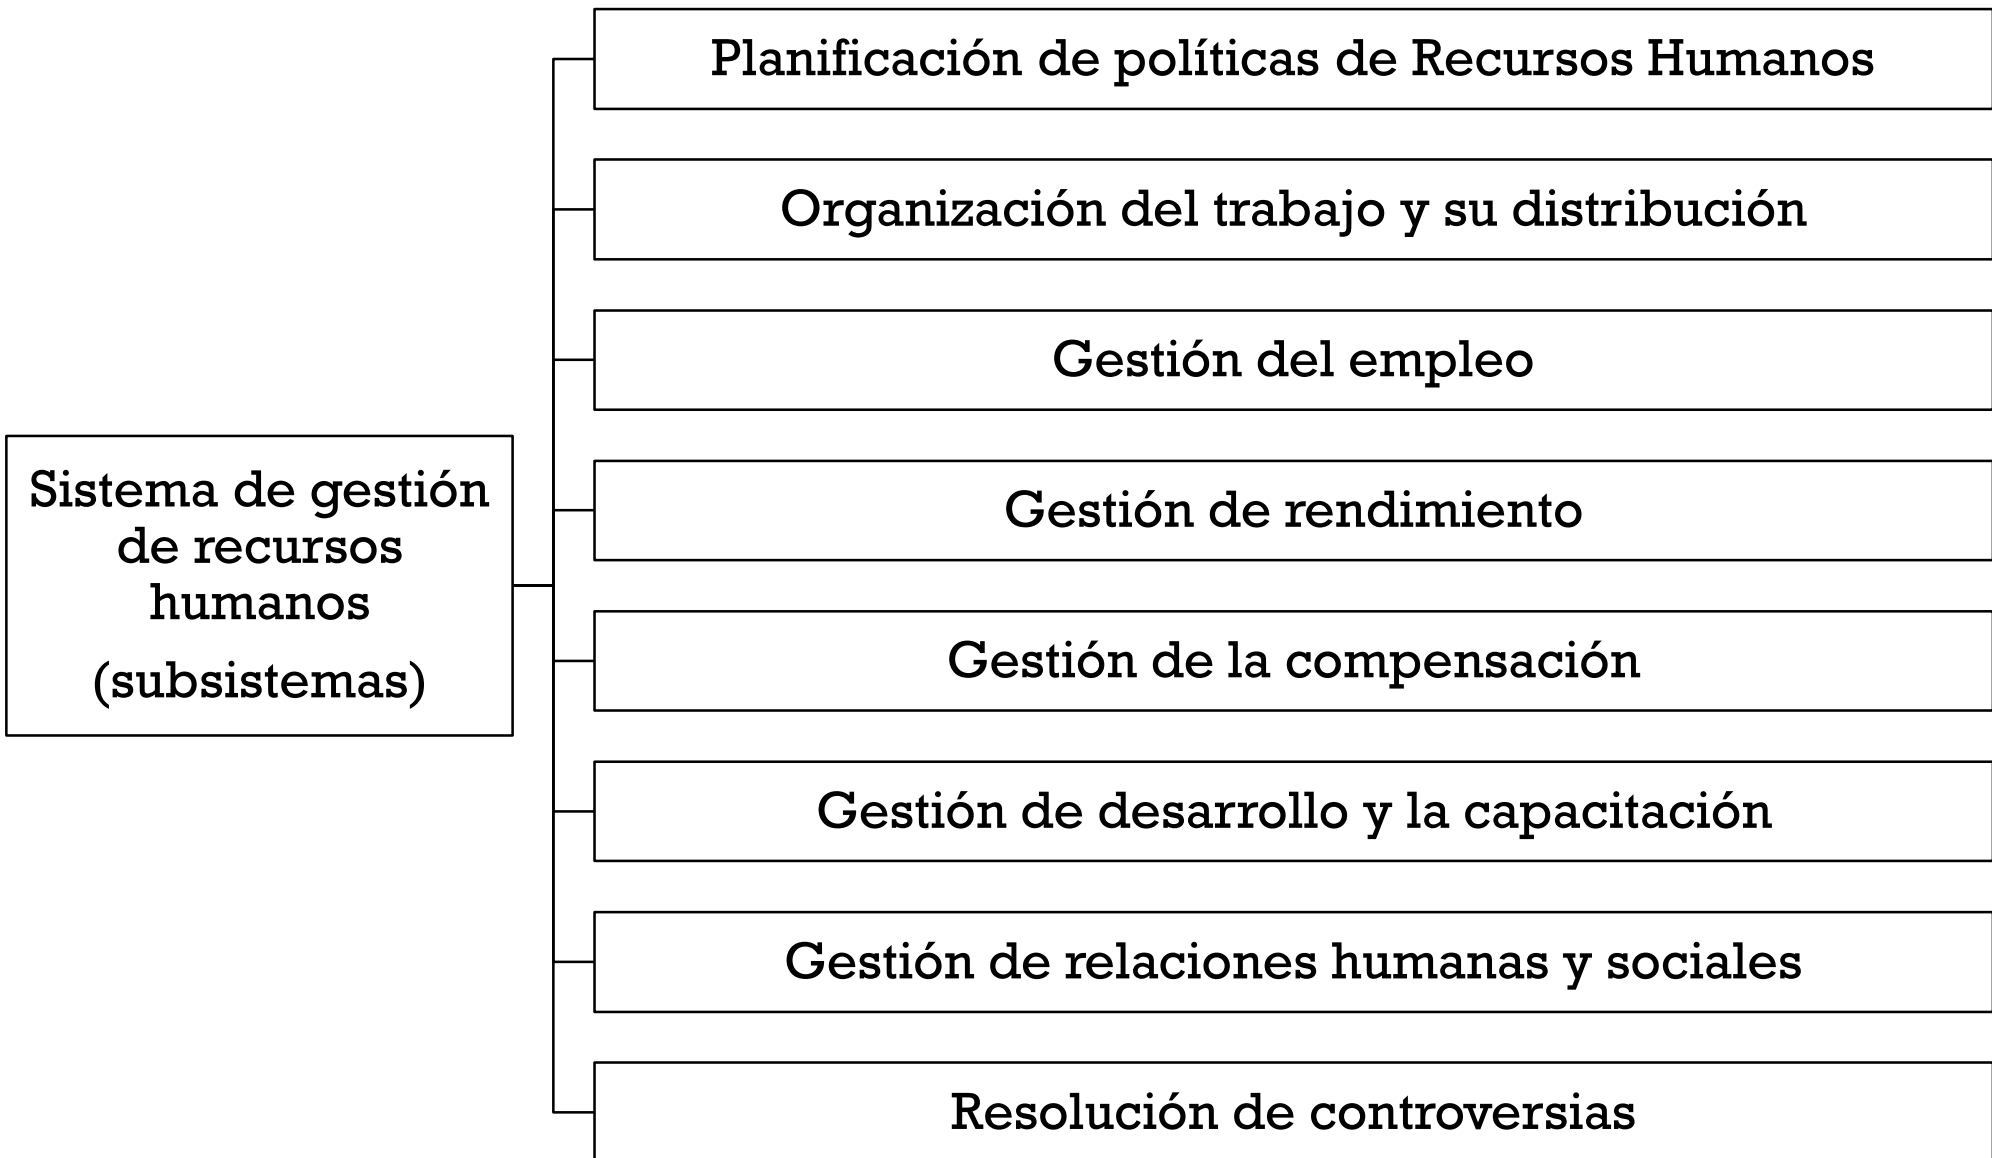 Planificación de políticas de Recursos Humanos
Organización del trabajo y su distribución
Gestión del empleo
Gestión de rendimiento
Sistema de gestión
de recursos
humanos
(subsistemas)
Gestión de la compensación
Gestión de desarrollo y la capacitación
Gestión de relaciones humanas y sociales
Resolución de controversias